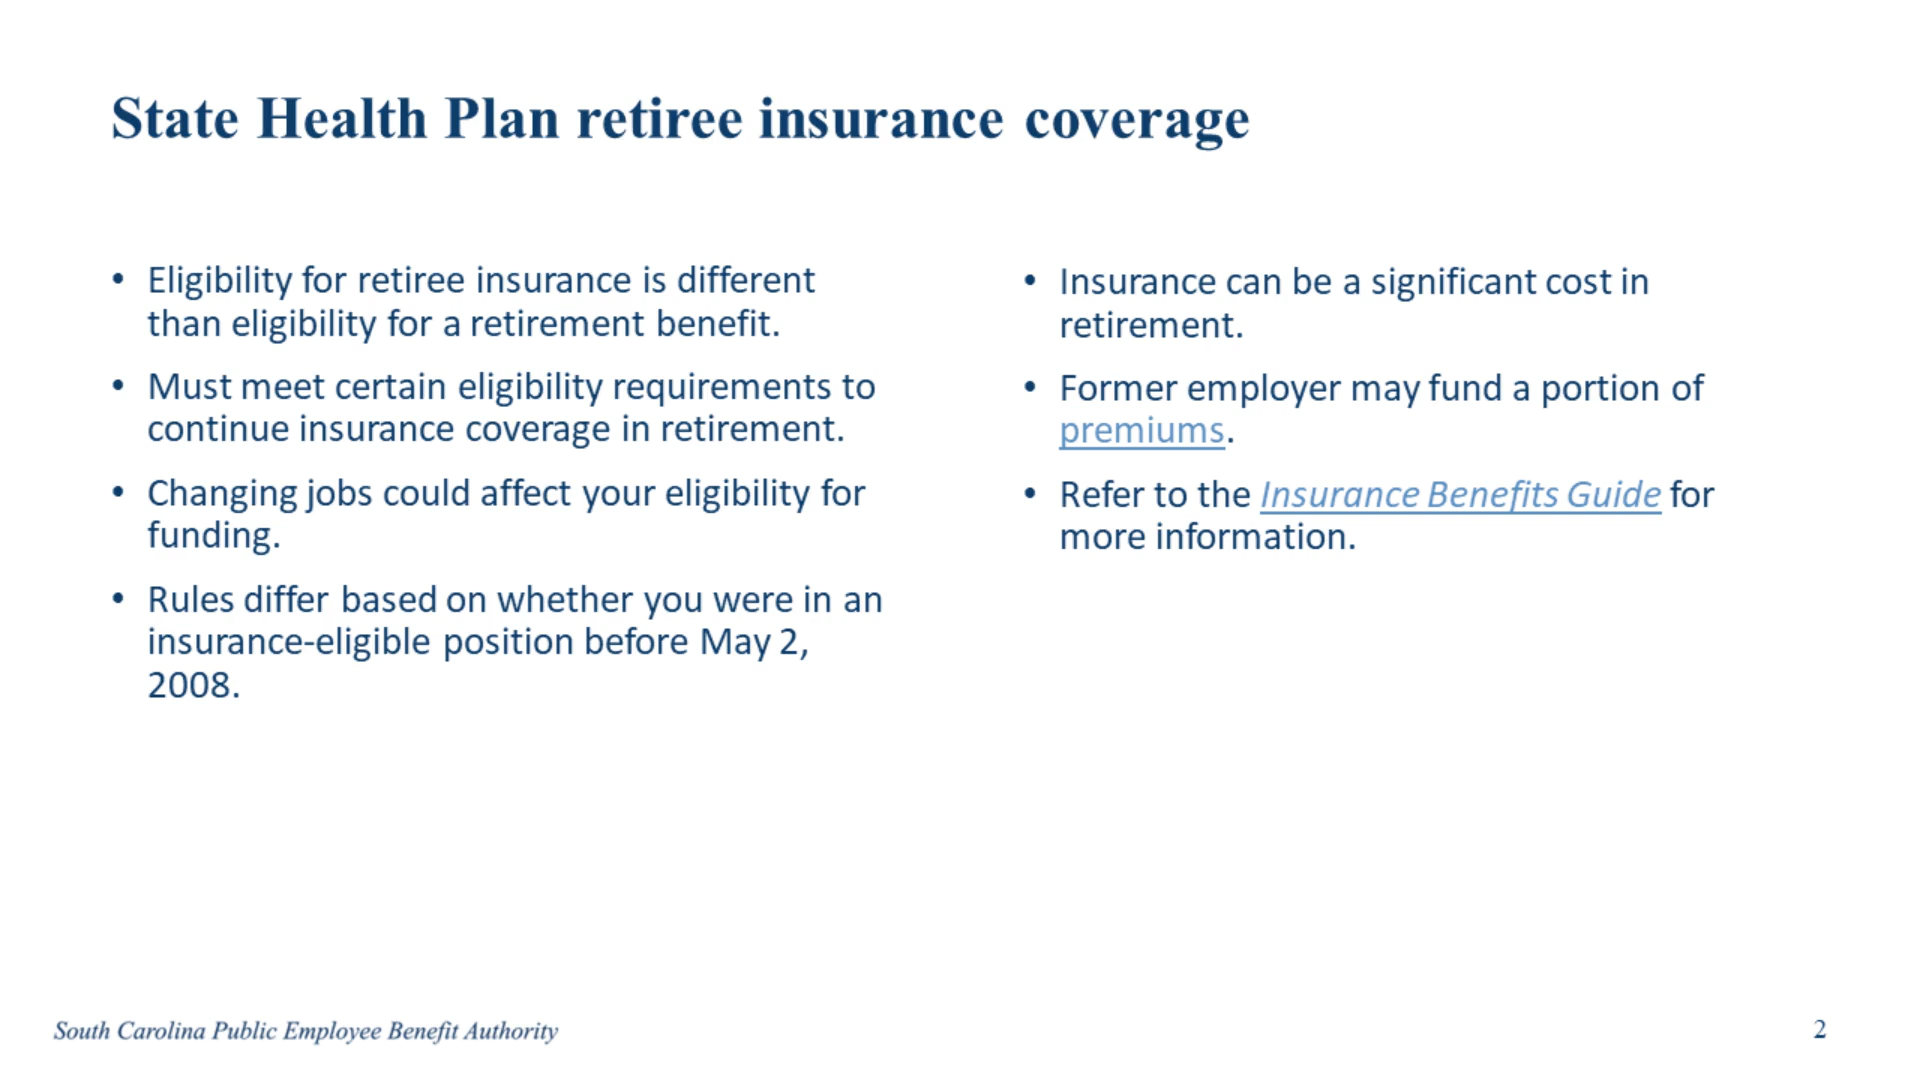 State Health Plan retiree insurance coverage
• Eligibility for retiree insurance is different
than eligibility for a retirement benefit.
• Must meet certain eligibility requirements to
continue insurance coverage in retirement.
• Changing jobs could affect your eligibility for
funding.
• Rules differ based on whether you were in an
insurance-eligible position before May 2,
2008.
• Insurance can be a significant cost in
retirement.
• Former employer may fund a portion of
premiums.
• Refer to the Insurance Benefits Guide for
more information.
South Carolina Public Employee Benefit Authority
2